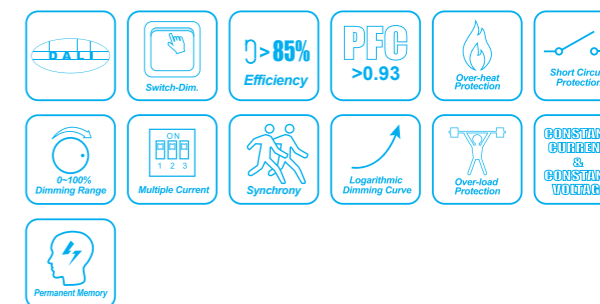 DALI
Switch-Dim.
η>85%
Efficiency
PFC
>0.93
Over-heat
Protection
Short Circu
Protection
0~100%
Dimming Range
ON
1 2 3
Multiple Current
Synchrony
Logarithmic
Dimming Curve
Over-load
Protection
CONSTAN
CURREN
&
CONSTAN
VOLTAG
Permanent Memory